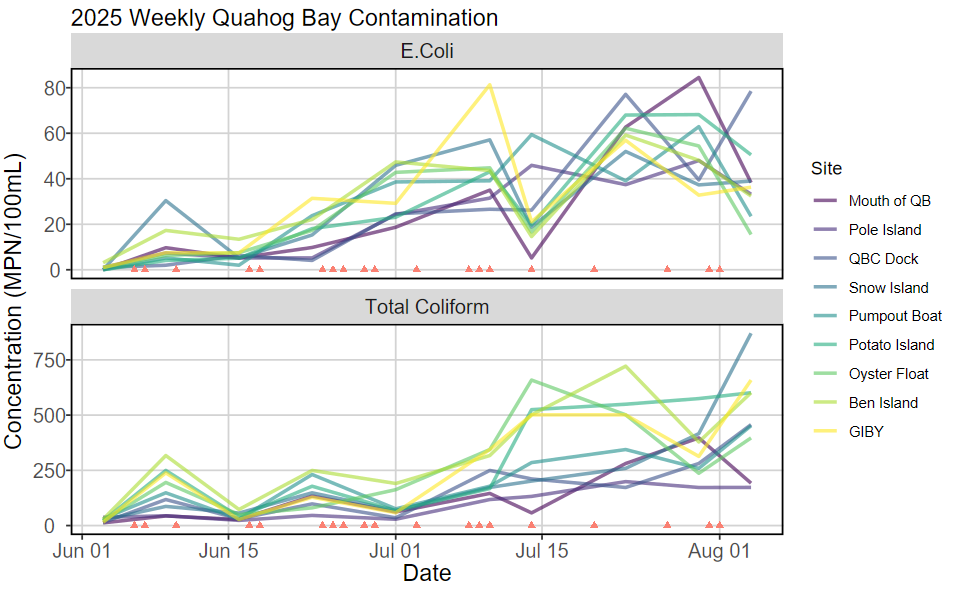 2025 Weekly Quahog Bay Contamination
E.Coli
80
60
40
20
0
Total Coliform
750
500
250
0
Concentration (MPN/100mL)
Jun 01
Jun 15
Jul 01
Jul 15
Aug 01
Date
Site
Mouth of QB
Pole Island
QBC Dock
Snow Island
Pumpout Boat
Potato Island
Oyster Float
Ben Island
GIBY